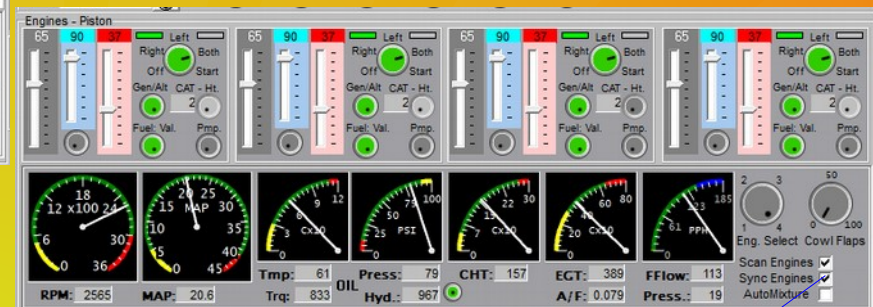 Engines - Piston
65 90 37 Left 65 90 37 Left 65 90 37 Left 65 90 37 Left
Right Both Right Both Right Both Right Both
Off Start Off Start Off Start Off Start
Gen/Alt CAT - Ht. Gen/Alt CAT - Ht. Gen/Alt CAT - Ht. Gen/Alt CAT - Ht.
2 2 2 2
Fuel: Val. Pmp. Fuel: Val. Pmp. Fuel: Val. Pmp. Fuel: Val. Pmp.
18 20 25 9 12 75 100 22 30 60 80 123 185 2 3 50
12 x100 24 15 MAP 30 6 50 15 40 61
6 30 10 35 3 Cx10 25 PSI 7 Cx10 20 Cx10 PPH 1 4 0 100
0 36 5 40 0 0 0 0 0 Eng. Select Cowl Flaps
0 45
Scan Engines
Tmp: 61 OIL Press: 79 CHT: 157 EGT: 389 FFlow: 113 Sync Engines
RPM: 2565 MAP: 20.6 Trq: 833 Hyd.: 967 A/F: 0.079 Press.: 19 AutoMixture